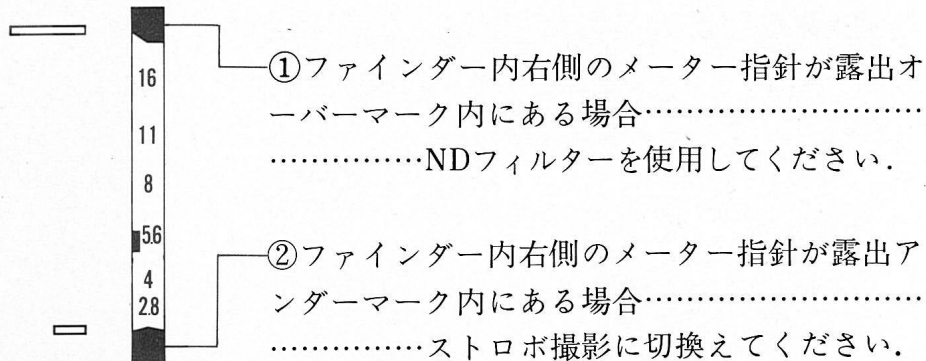 16
11
8
5.6
4
2.8
①ファインダー内右側のメーター指針が露出オ
ーバーマーク内にある場合……………………
……………NDフィルターを使用してください.
②ファインダー内右側のメーター指針が露出ア
ンダーマーク内にある場合……………………
……………ストロボ撮影に切換えてください.